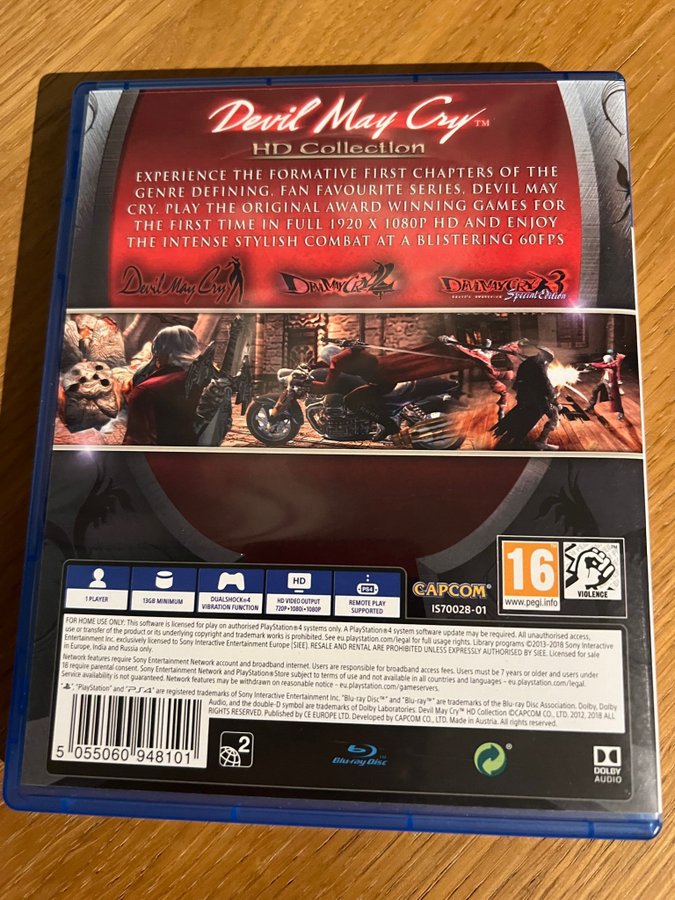 Devil May Cry™
HD Collection
EXPERIENCE THE FORMATIVE FIRST CHAPTERS OF THE
GENRE DEFINING, FAN FAVOURITE SERIES, DEVIL MAY
CRY. PLAY THE ORIGINAL AWARD WINNING GAMES FOR
THE FIRST TIME IN FULL 1920 X 1080P HD AND ENJOY
THE INTENSE STYLISH COMBAT AT A BLISTERING 60FPS
Devil May Cry DEVIL MAY CRY 2 DEVIL MAY CRY 3
DANTE'S AWAKENING Special Edition
HD PS4
1 PLAYER
13GB MINIMUM
DUALSHOCK®4
VIBRATION FUNCTION
HD VIDEO OUTPUT
720P•1080i•1080P
REMOTE PLAY
SUPPORTED
CAPCOM®
IS70028-01
16
www.pegi.info
VIOLENCE
FOR HOME USE ONLY: This software is licensed for play on authorised PlayStation®4 systems only. A PlayStation®4 system software update may be required. All unauthorised access,
use or transfer of the product or its underlying copyright and trademark works is prohibited. See eu.playstation.com/legal for full usage rights. Library programs ©2013-2018 Sony Interactive
Entertainment Inc. exclusively licensed to Sony Interactive Entertainment Europe (SIEE). RESALE AND RENTAL ARE PROHIBITED UNLESS EXPRESSLY AUTHORISED BY SIEE. Licensed for sale
in Europe, India and Russia only.
Network features require Sony Entertainment Network account and broadband internet. Users are responsible for broadband access fees. Users must be 7 years or older and users under
18 require parental consent. Sony Entertainment Network and PlayStation®Store subject to terms of use and not available in all countries and languages – eu.playstation.com/legal.
Service availability is not guaranteed. Network features may be withdrawn on reasonable notice - eu.playstation.com/gameservers.
"PlayStation" and "PS4" are registered trademarks of Sony Interactive Entertainment Inc. "Blu-ray Disc™" and "Blu-ray™" are trademarks of the Blu-ray Disc Association. Dolby, Dolby
Audio, and the double-D symbol are trademarks of Dolby Laboratories. Devil May Cry™ HD Collection ©CAPCOM CO., LTD. 2012, 2018 ALL
RIGHTS RESERVED. Published by CE EUROPE LTD. Developed by CAPCOM CO., LTD. Made in Austria. All rights reserved.
5 055060 948101
2
Blu-ray Disc™
®
DOLBY
AUDIO